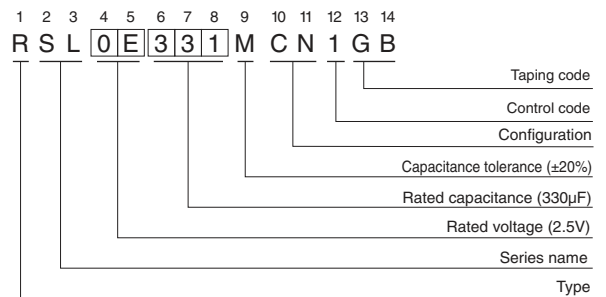 1 2 3 4 5 6 7 8 9 10 11 12 13 14
R S L 0 E 3 3 1 M C N 1 G B
Taping code
Control code
Configuration
Capacitance tolerance (±20%)
Rated capacitance (330µF)
Rated voltage (2.5V)
Series name
Type